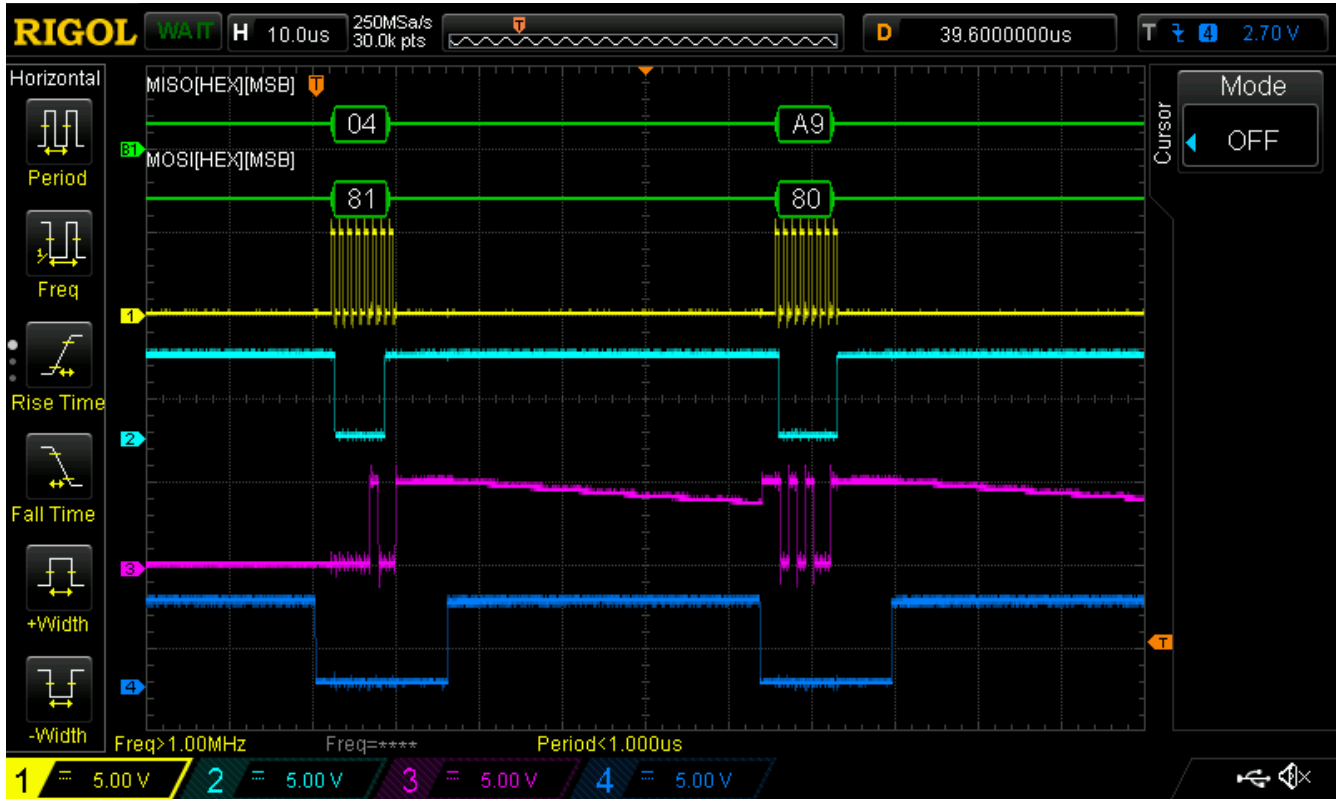 RIGOL WAIT H 10.0us 250MSa/s
30.0k pts
T
D 39.6000000us T 4 2.70 V
Horizontal
Period
Freq
Rise Time
Fall Time
+Width
-Width
MISO[HEX][MSB] T
04 A9
B1
MOSI[HEX][MSB]
81 80
1
2
3
4
T
Cursor
Mode
OFF
Freq>1.00MHz Freq=**** Period<1.000us
1 5.00 V 2 5.00 V 3 5.00 V 4 5.00 V